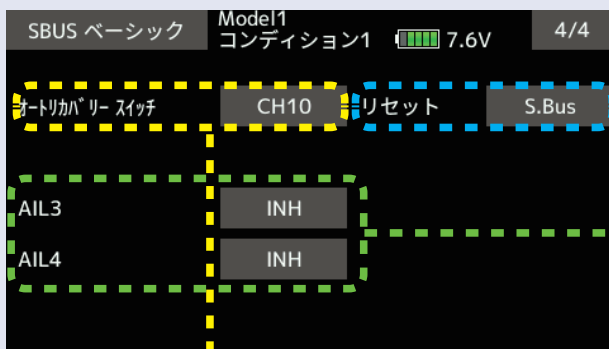 SBUS ベーシック
Model1
コンディション1 7.6V
4/4
ｵｰﾄﾘｶﾊﾞﾘｰ ｽｲｯﾁ CH10 リセット S.Bus
AIL3 INH
AIL4 INH